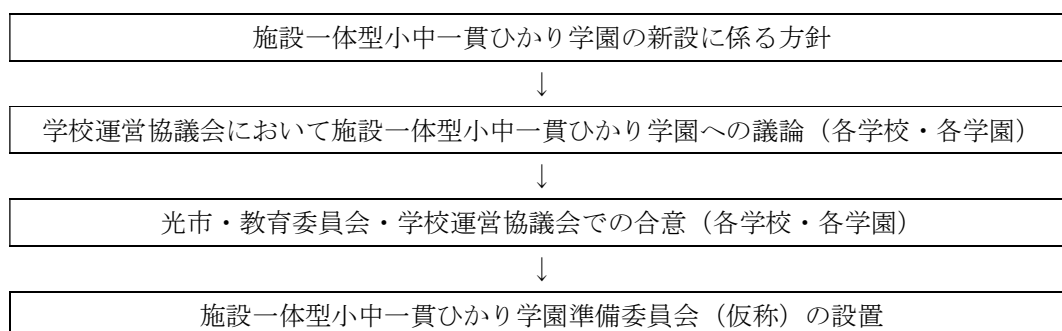 施設一体型小中一貫ひかり学園の新設に係る方針
↓
学校運営協議会において施設一体型小中一貫ひかり学園への議論（各学校・各学園）
↓
光市・教育委員会・学校運営協議会での合意（各学校・各学園）
↓
施設一体型小中一貫ひかり学園準備委員会（仮称）の設置